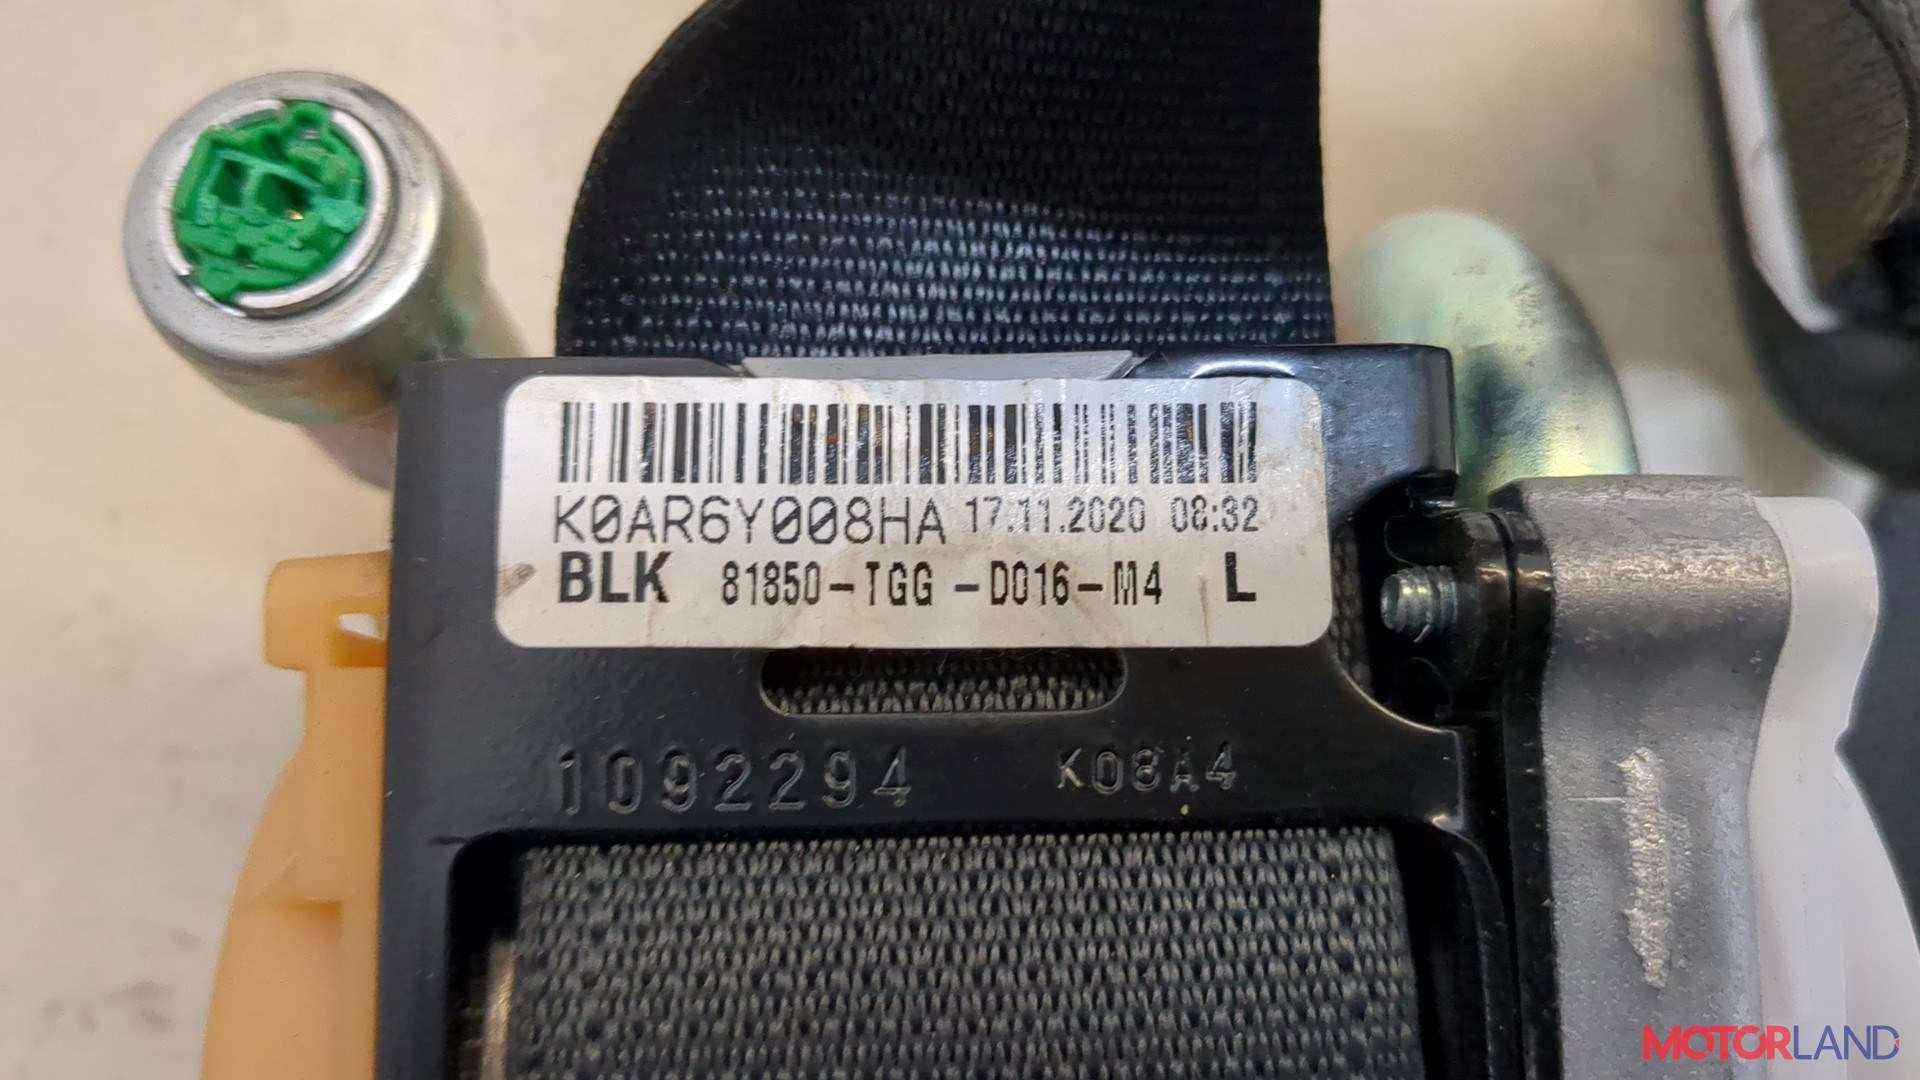 K0AR6Y008HA 17.11.2020 08:32
BLK 81850-TGG-D016-M4 L
1092294 K08A4
MOTORLAND